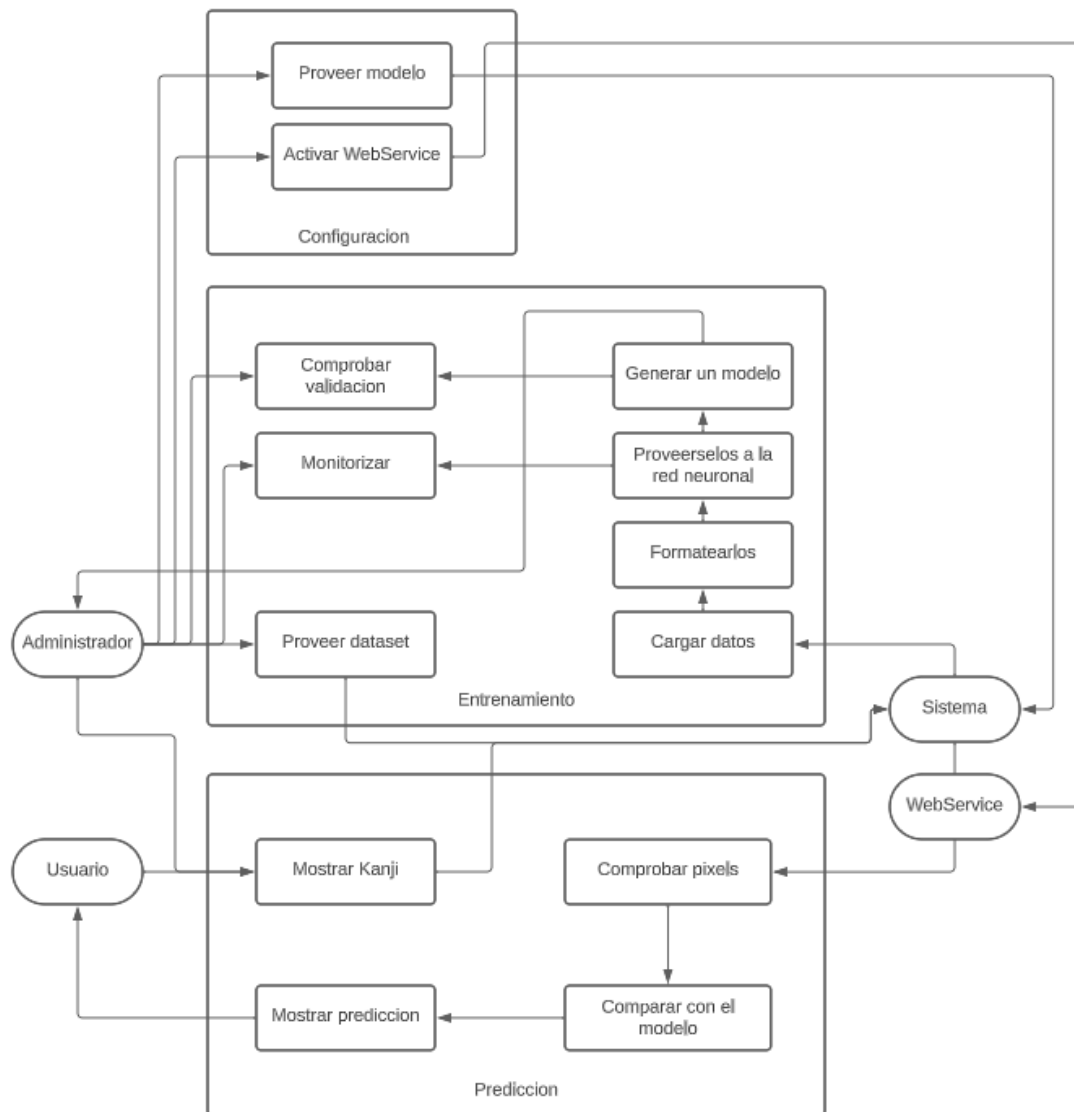 Proveer modelo
Activar WebService
Configuracion
Comprobar
validacion
Generar un modelo
Monitorizar
Proveerselos a la
red neuronal
Formatearlos
Administrador
Proveer dataset
Cargar datos
Entrenamiento
Sistema
WebService
Usuario
Mostrar Kanji
Comprobar pixels
Mostrar prediccion
Comparar con el
modelo
Prediccion